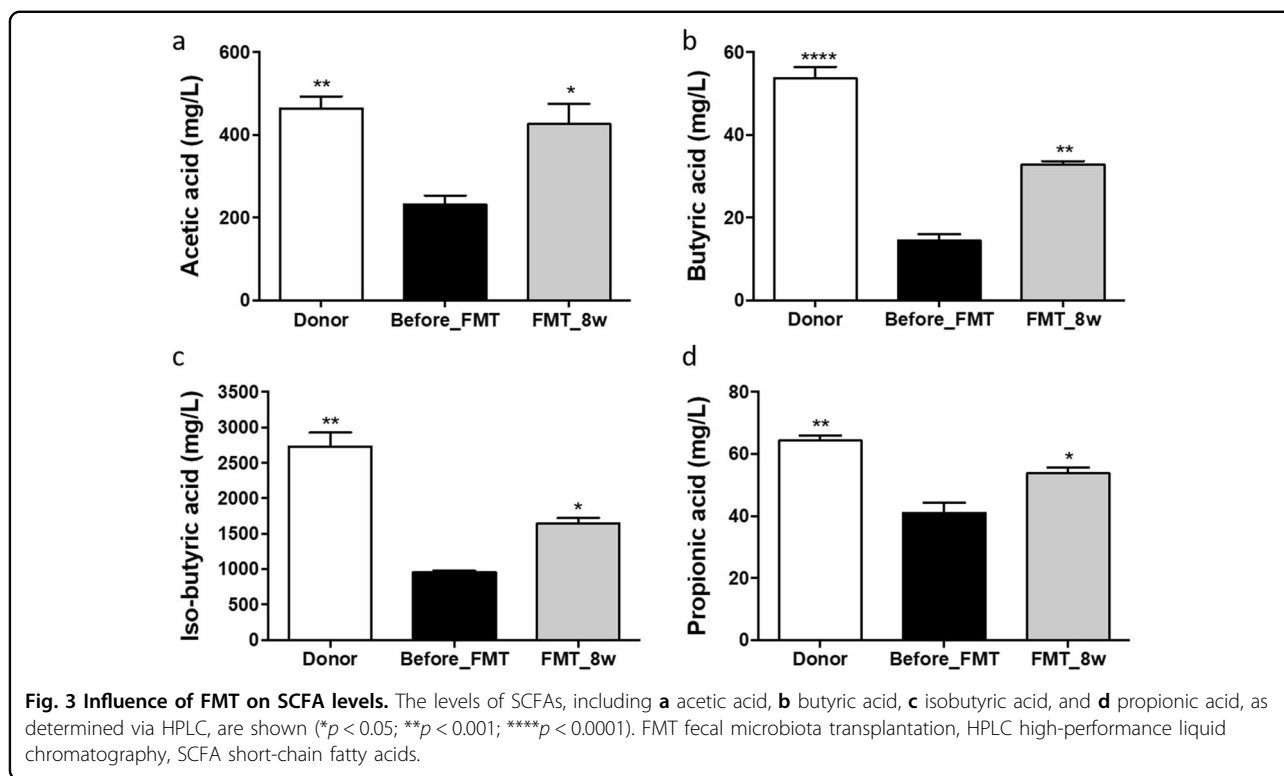 a
600
400
200
0
Acetic acid (mg/L)
**
*
Donor
Before_FMT
FMT_8w
b
60
40
20
0
Butyric acid (mg/L)
****
**
Donor
Before_FMT
FMT_8w
c
3500
3000
2500
2000
1500
1000
500
0
Iso-butyric acid (mg/L)
**
*
Donor
Before_FMT
FMT_8w
d
80
60
40
20
0
Propionic acid (mg/L)
**
*
Donor
Before_FMT
FMT_8w
Fig. 3 Influence of FMT on SCFA levels. The levels of SCFAs, including a acetic acid, b butyric acid, c isobutyric acid, and d propionic acid, as
determined via HPLC, are shown (*p < 0.05; **p < 0.001; ****p < 0.0001). FMT fecal microbiota transplantation, HPLC high-performance liquid
chromatography, SCFA short-chain fatty acids.